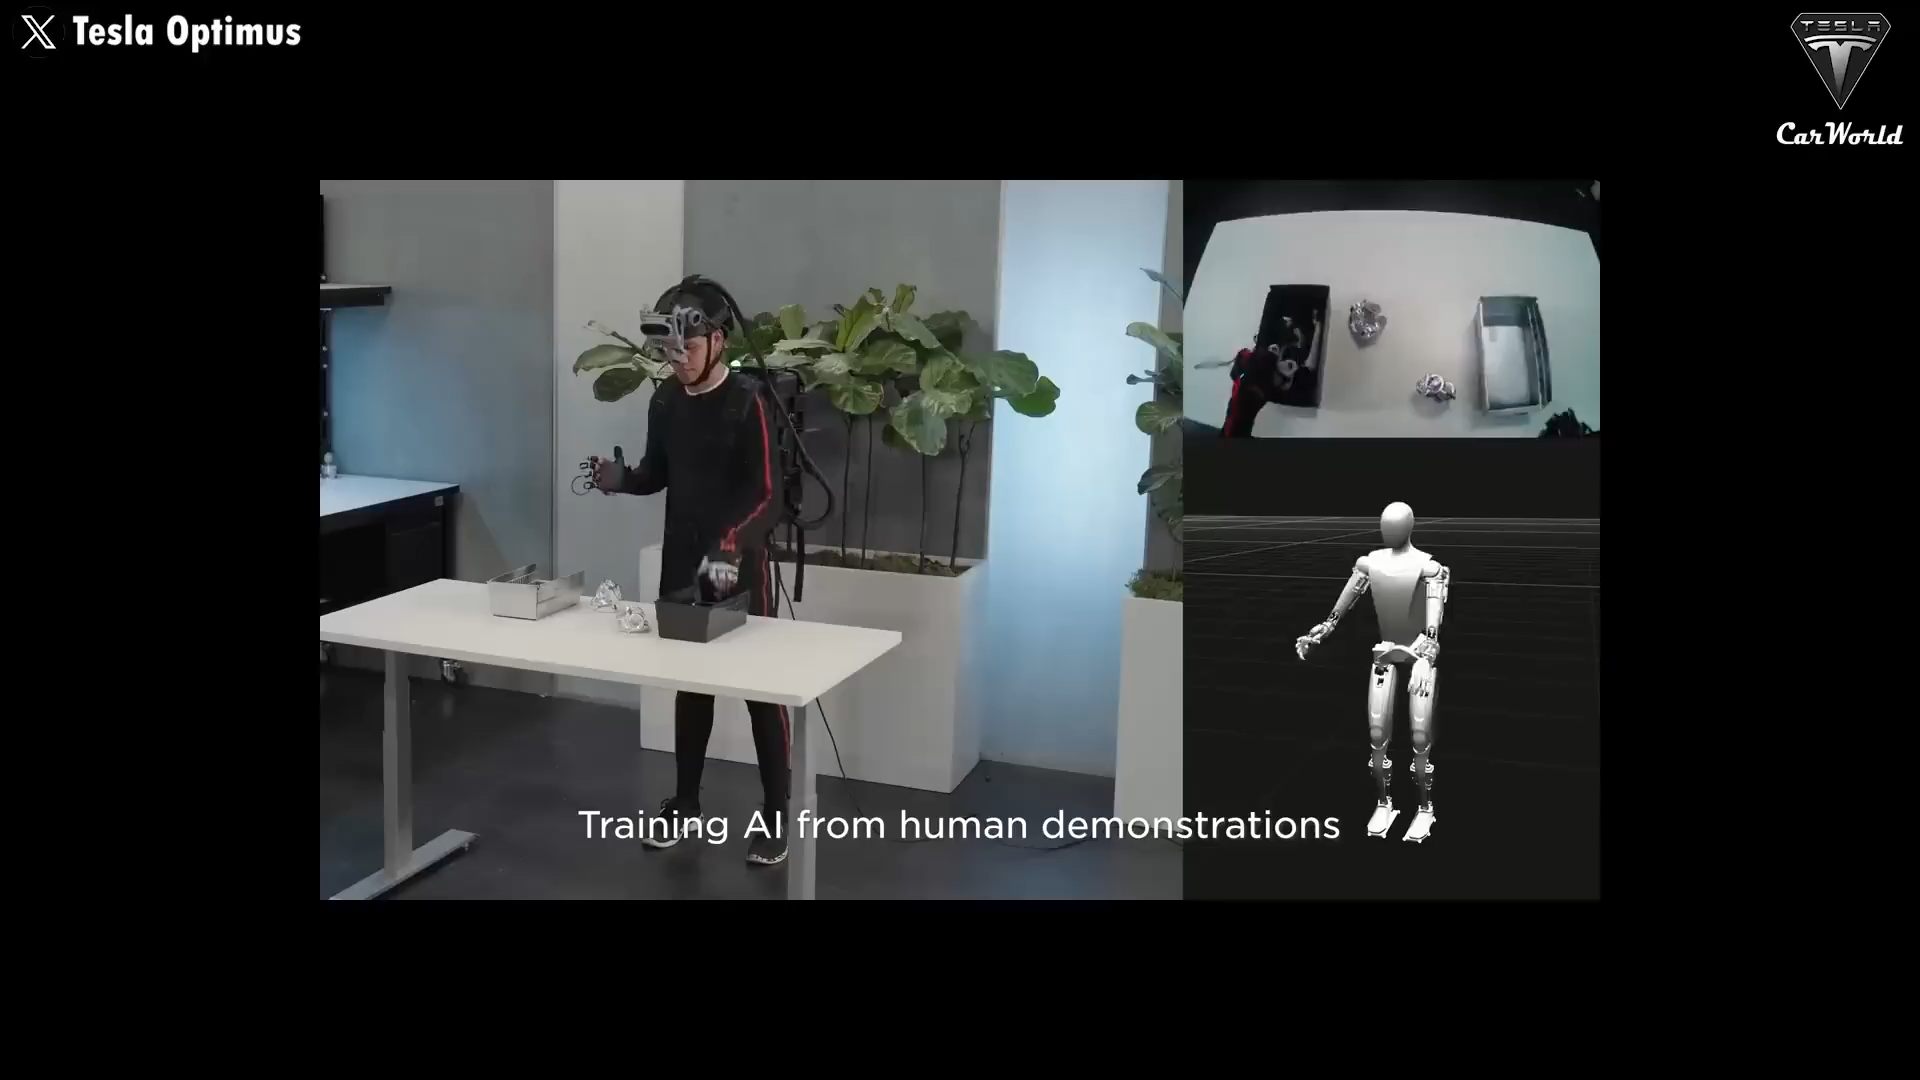 X Tesla Optimus
TESLA
CarWorld
Training AI from human demonstrations